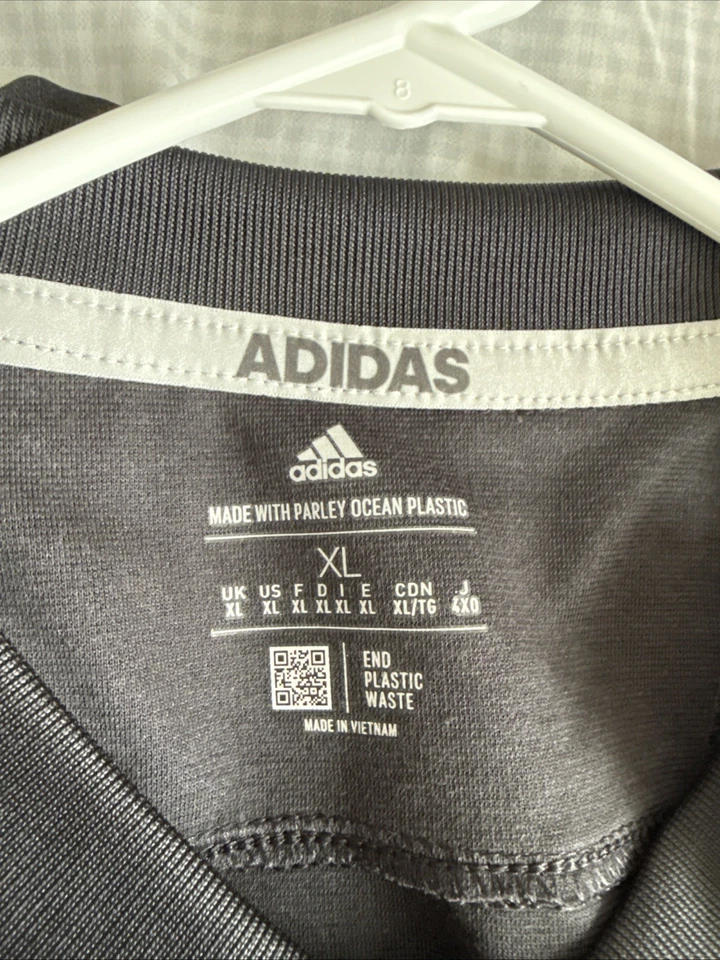 8
ADIDAS
adidas
MADE WITH PARLEY OCEAN PLASTIC
XL
UK US F D I E CDN J
XL XL XL XL XL XL XL/TG 4XO
END
PLASTIC
WASTE
MADE IN VIETNAM